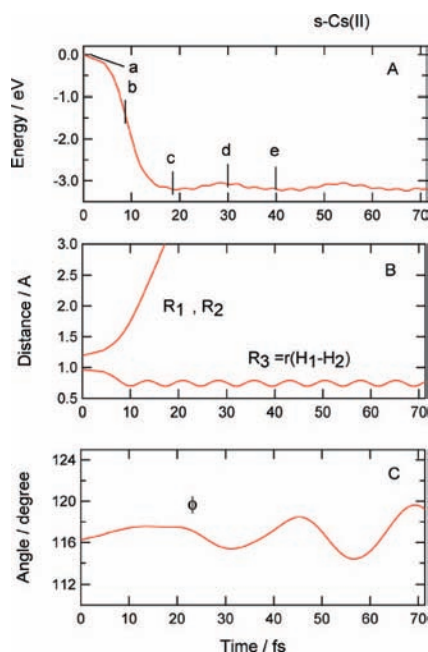 s-Cs(II)
A
Energy / eV
0.0
-1.0
-2.0
-3.0
a
b
c
d
e
0 10 20 30 40 50 60 70
B
Distance / A
3.0
2.5
2.0
1.5
1.0
0.5
R₁ , R₂
R₃ =r(H₁-H₂)
0 10 20 30 40 50 60 70
C
Angle / degree
124
120
116
112
ϕ
0 10 20 30 40 50 60 70
Time / fs